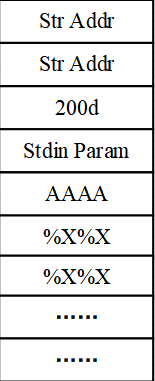 Str Addr
Str Addr
200d
Stdin Param
AAAA
%X%X
%X%X
······
······